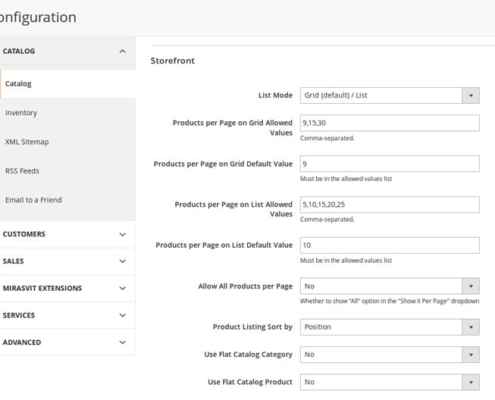 onfiguration
CATALOG
Catalog
Inventory
XML Sitemap
RSS Feeds
Email to a Friend
CUSTOMERS
SALES
MIRASVIT EXTENSIONS
SERVICES
ADVANCED
Storefront
List Mode
Grid (default) / List
Products per Page on Grid Allowed
Values
9,15,30
Comma-separated.
Products per Page on Grid Default Value
9
Must be in the allowed values list
Products per Page on List Allowed
Values
5,10,15,20,25
Comma-separated.
Products per Page on List Default Value
10
Must be in the allowed values list
Allow All Products per Page
No
Whether to show "All" option in the "Show X Per Page" dropdown
Product Listing Sort by
Position
Use Flat Catalog Category
No
Use Flat Catalog Product
No